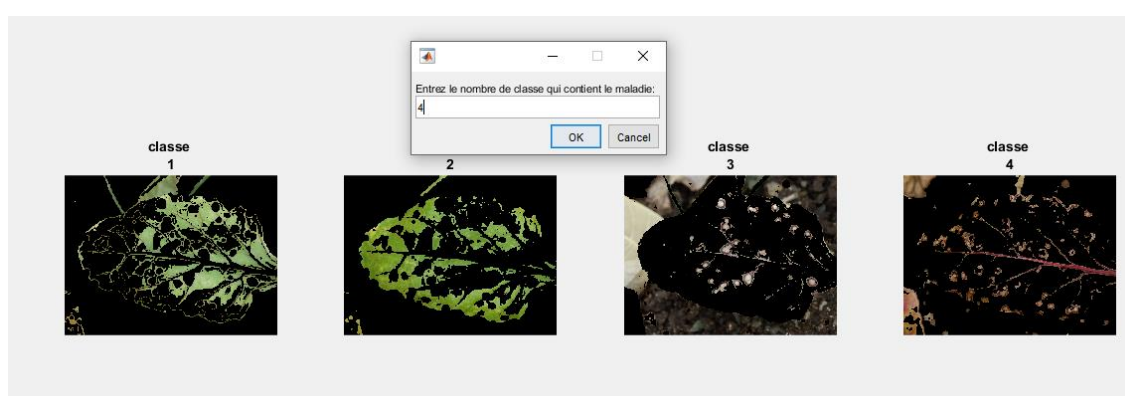 Entrez le nombre de classe qui contient le maladie:
4
OK Cancel
classe classe classe
1 2 3 4